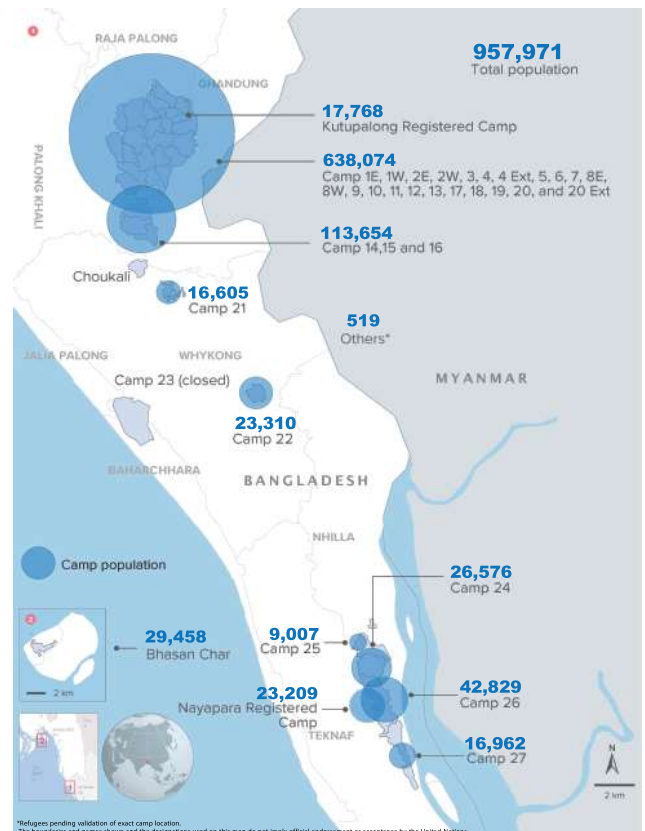 RAJA PALONG
957,971
Total population
GHANDUNG
17,768
Kutupalong Registered Camp
PALONG KHALI
638,074
Camp 1E, 1W, 2E, 2W, 3, 4, 4 Ext, 5, 6, 7, 8E,
8W, 9, 10, 11, 12, 13, 17, 18, 19, 20, and 20 Ext
113,654
Camp 14,15 and 16
Choukali
16,605
Camp 21
519
Others*
JALIA PALONG
WHYKONG
Camp 23 (closed)
MYANMAR
23,310
Camp 22
BAHARCHHARA
BANGLADESH
NHILLA
Camp population
26,576
Camp 24
2
29,458
Bhasan Char
9,007
Camp 25
2 km
23,209
Nayapara Registered
Camp
42,829
Camp 26
TEKNAF
16,962
Camp 27
N
2 km
*Refugees pending validation of exact camp location.